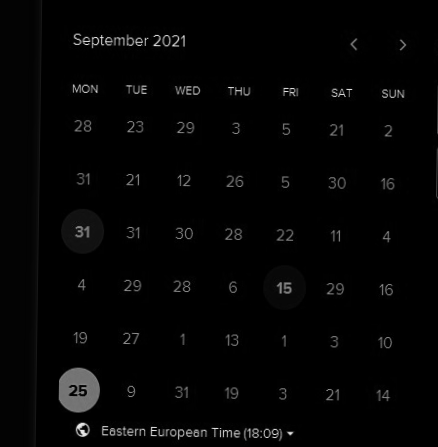 September 2021
MON TUE WED THU FRI SAT SUN
28 23 29 3 5 21 2
31 21 12 26 5 30 16
31 31 30 28 22 11 4
4 29 28 6 15 29 16
19 27 1 13 1 3 10
25 9 31 19 3 21 14
Eastern European Time (18:09)